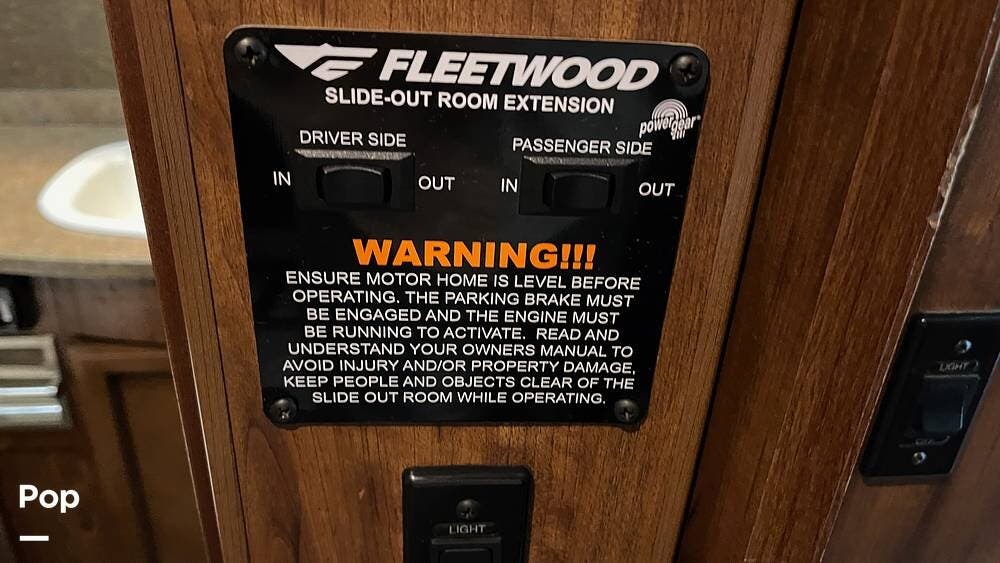 FLEETWOOD
SLIDE-OUT ROOM EXTENSION
powergear
DRIVER SIDE
PASSENGER SIDE
IN
OUT
IN
OUT
WARNING!!!
ENSURE MOTOR HOME IS LEVEL BEFORE
OPERATING. THE PARKING BRAKE MUST
BE ENGAGED AND THE ENGINE MUST
BE RUNNING TO ACTIVATE. READ AND
UNDERSTAND YOUR OWNERS MANUAL TO
AVOID INJURY AND/OR PROPERTY DAMAGE,
KEEP PEOPLE AND OBJECTS CLEAR OF THE
SLIDE OUT ROOM WHILE OPERATING.
LIGHT
LIGHT
Pop